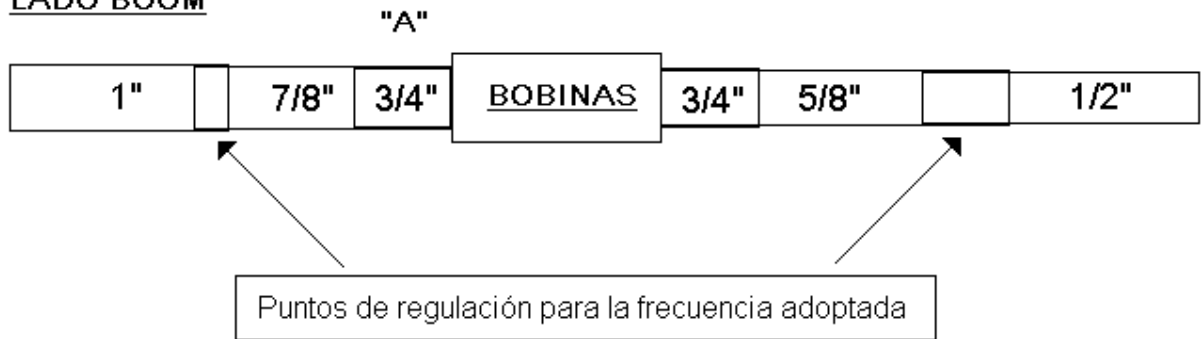 LADO BOOM
"A"
1" 7/8" 3/4" BOBINAS 3/4" 5/8" 1/2"
Puntos de regulación para la frecuencia adoptada